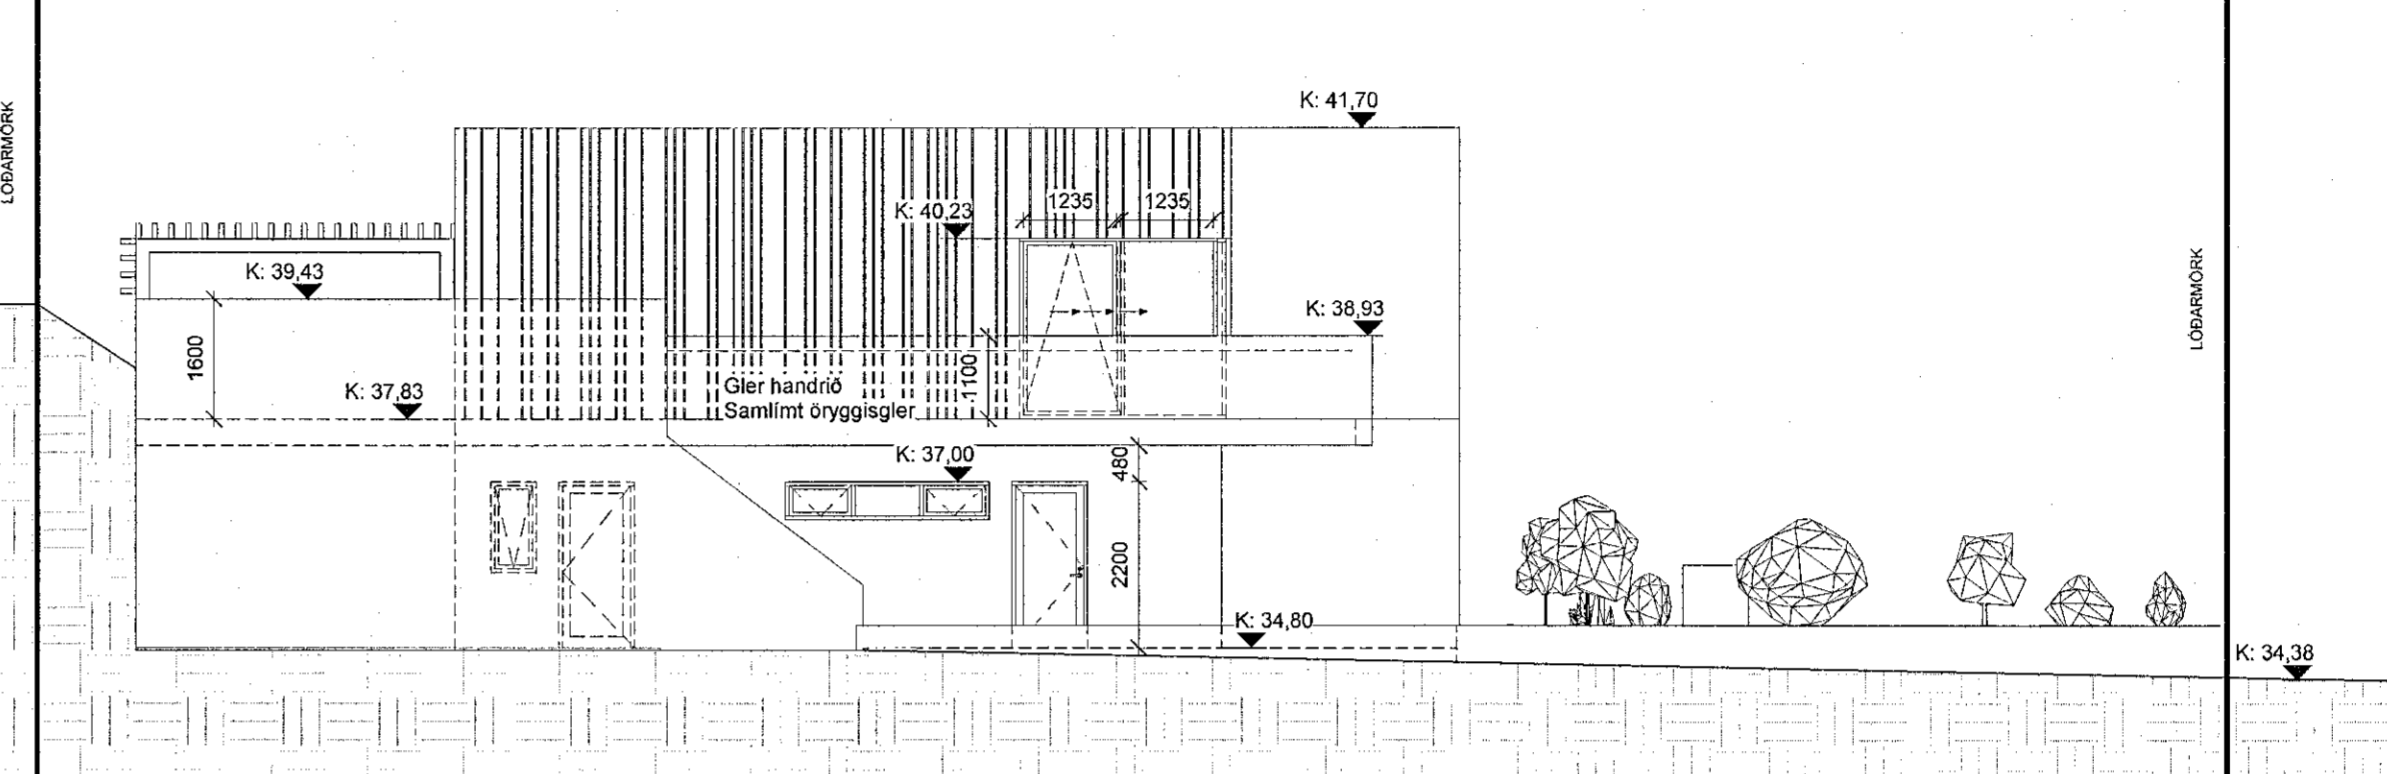 LÓÐARMÖRK
K: 41,70
1235
1235
K: 40,23
K: 39,43
K: 38,93
1600
K: 37,83
Gler handrið
Samlímt öryggisgler
1100
K: 37,00
480
2200
K: 34,80
LÓÐARMÖRK
K: 34,38